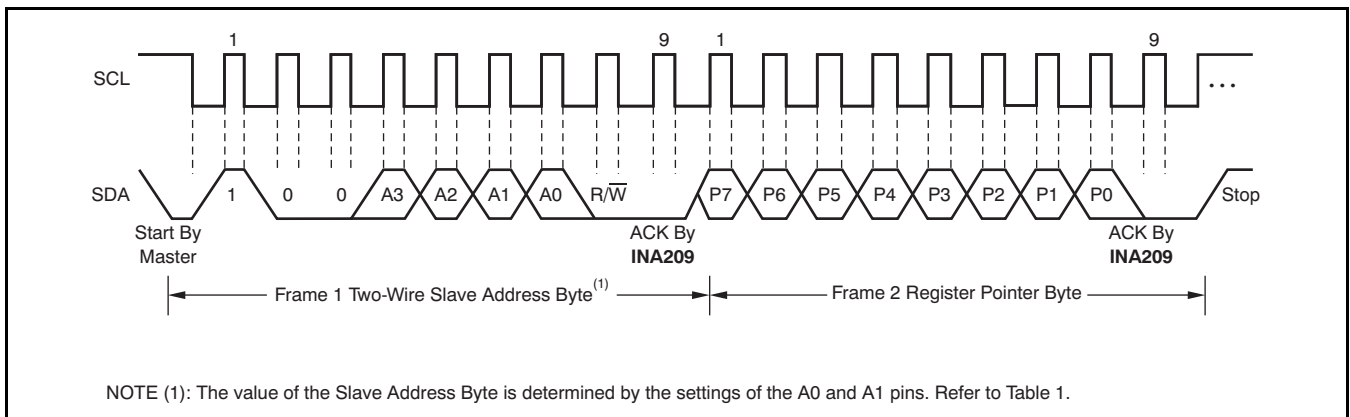 1 9 1 9
SCL ...
SDA 1 0 0 A3 A2 A1 A0 R/W̅ P7 P6 P5 P4 P3 P2 P1 P0 Stop
Start By
Master
ACK By
INA209
ACK By
INA209
Frame 1 Two-Wire Slave Address Byte(1)
Frame 2 Register Pointer Byte
NOTE (1): The value of the Slave Address Byte is determined by the settings of the A0 and A1 pins. Refer to Table 1.